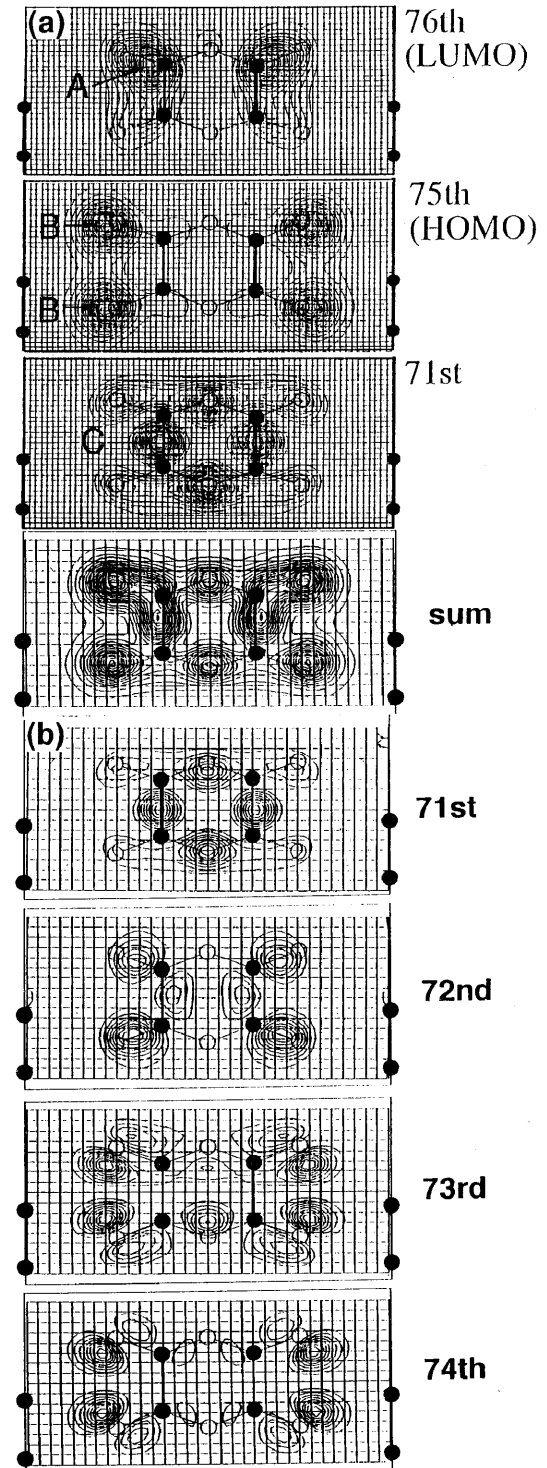 (a)
76th
(LUMO)
A
75th
(HOMO)
B
B
71st
C
sum
(b)
71st
72nd
73rd
74th